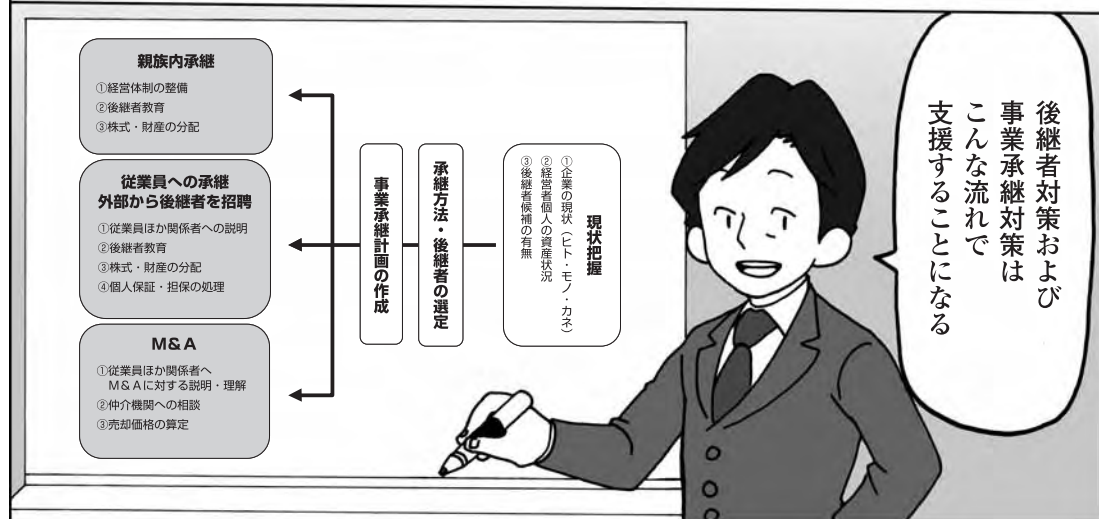 後継者対策および
事業承継対策は
こんな流れで
支援することになる
現状把握
①企業の現状（ヒト・モノ・カネ）
②経営者個人の資産状況
③後継者候補の有無
承継方法・後継者の選定
事業承継計画の作成
親族内承継
①経営体制の整備
②後継者教育
③株式・財産の分配
従業員への承継
外部から後継者を招聘
①従業員ほか関係者への説明
②後継者教育
③株式・財産の分配
④個人保証・担保の処理
M&A
①従業員ほか関係者へ
M&Aに対する説明・理解
②仲介機関への相談
③売却価格の算定